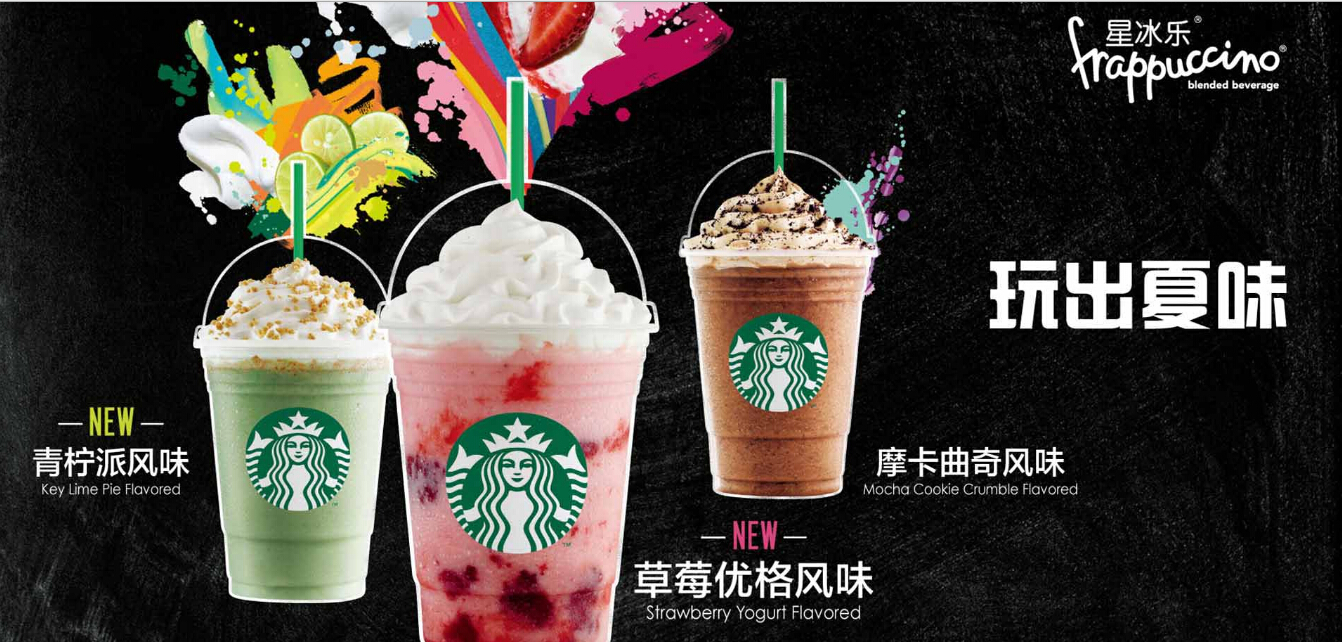 星冰乐®
frappuccino®
blended beverage
玩出夏味
NEW
青柠派风味
Key Lime Pie Flavored
NEW
草莓优格风味
Strawberry Yogurt Flavored
摩卡曲奇风味
Mocha Cookie Crumble Flavored
TM